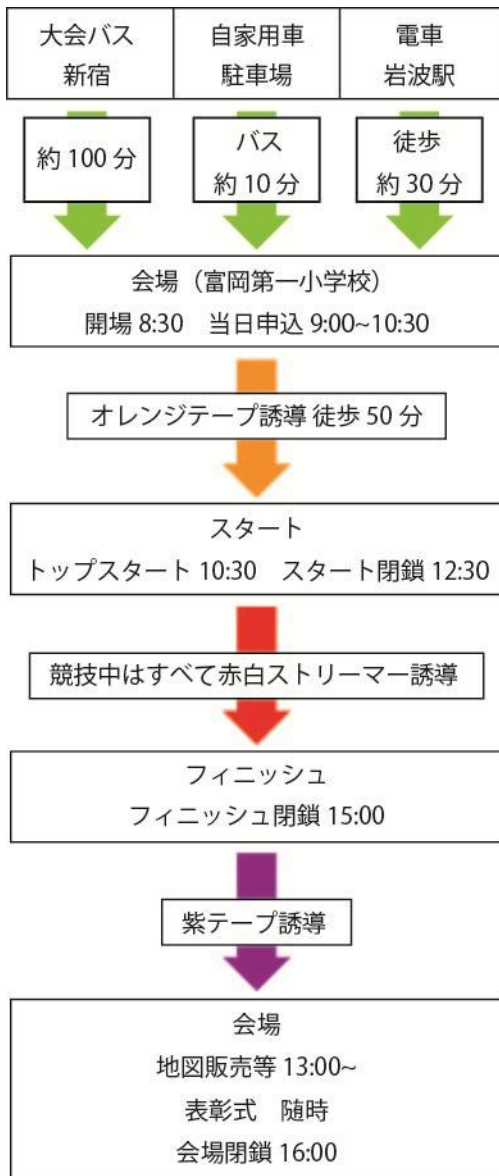 大会バス
新宿
自家用車
駐車場
電車
岩波駅
約 100 分
バス
約 10 分
徒歩
約 30 分
会場（富岡第一小学校）
開場 8:30　当日申込 9:00~10:30
オレンジテープ誘導 徒歩 50 分
スタート
トップスタート 10:30　スタート閉鎖 12:30
競技中はすべて赤白ストリーマー誘導
フィニッシュ
フィニッシュ閉鎖 15:00
紫テープ誘導
会場
地図販売等 13:00~
表彰式　随時
会場閉鎖 16:00